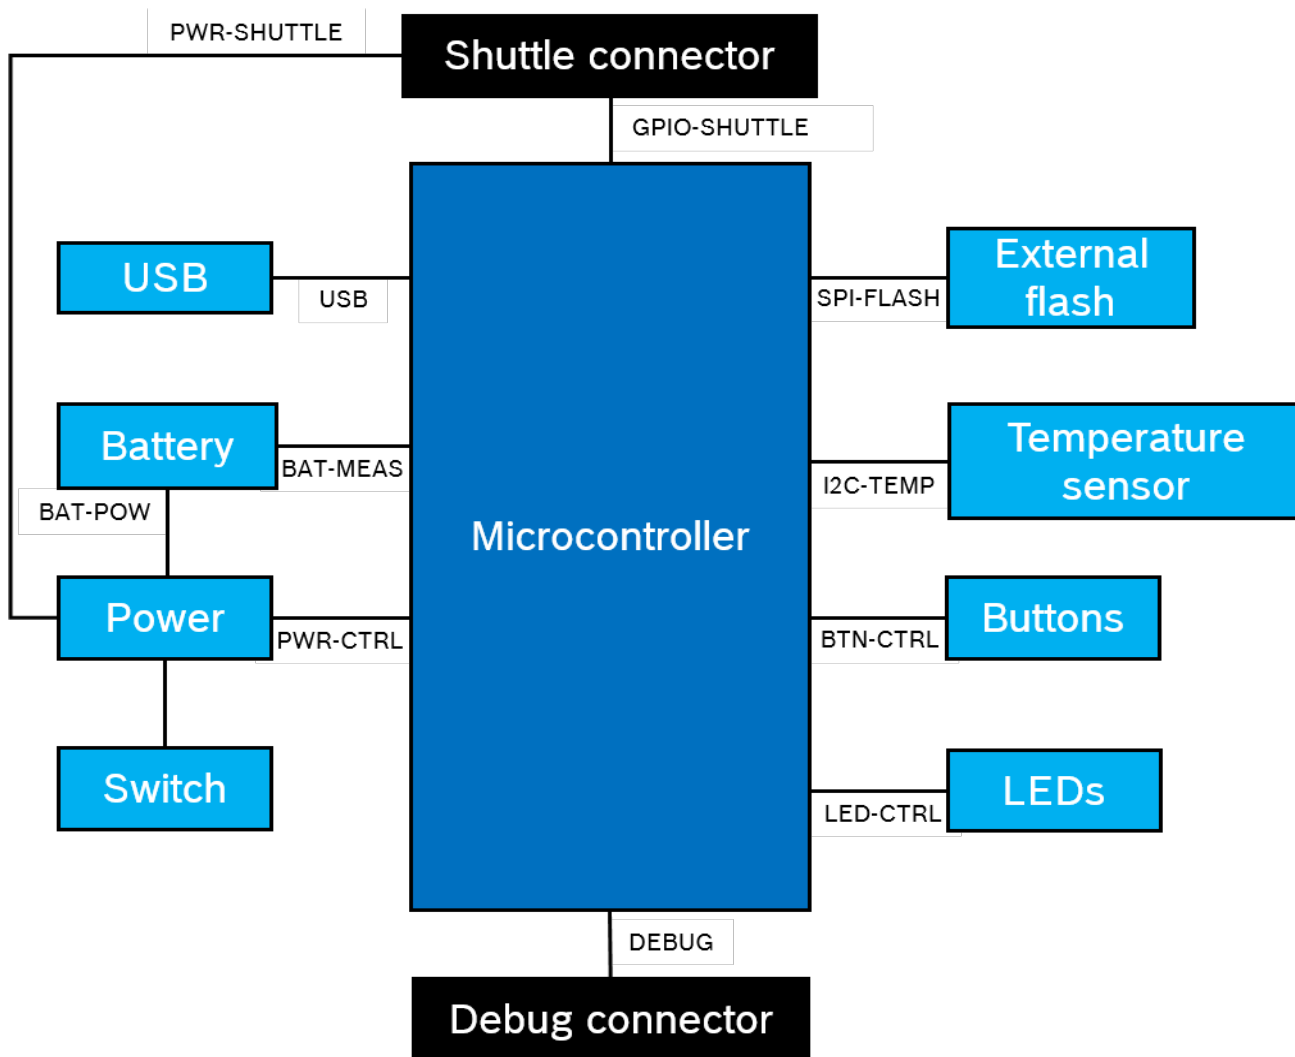 PWR-SHUTTLE
Shuttle connector
GPIO-SHUTTLE
USB
USB
SPI-FLASH
External
flash
Battery
BAT-MEAS
BAT-POW
Microcontroller
I2C-TEMP
Temperature
sensor
Power
PWR-CTRL
BTN-CTRL
Buttons
Switch
LED-CTRL
LEDs
DEBUG
Debug connector